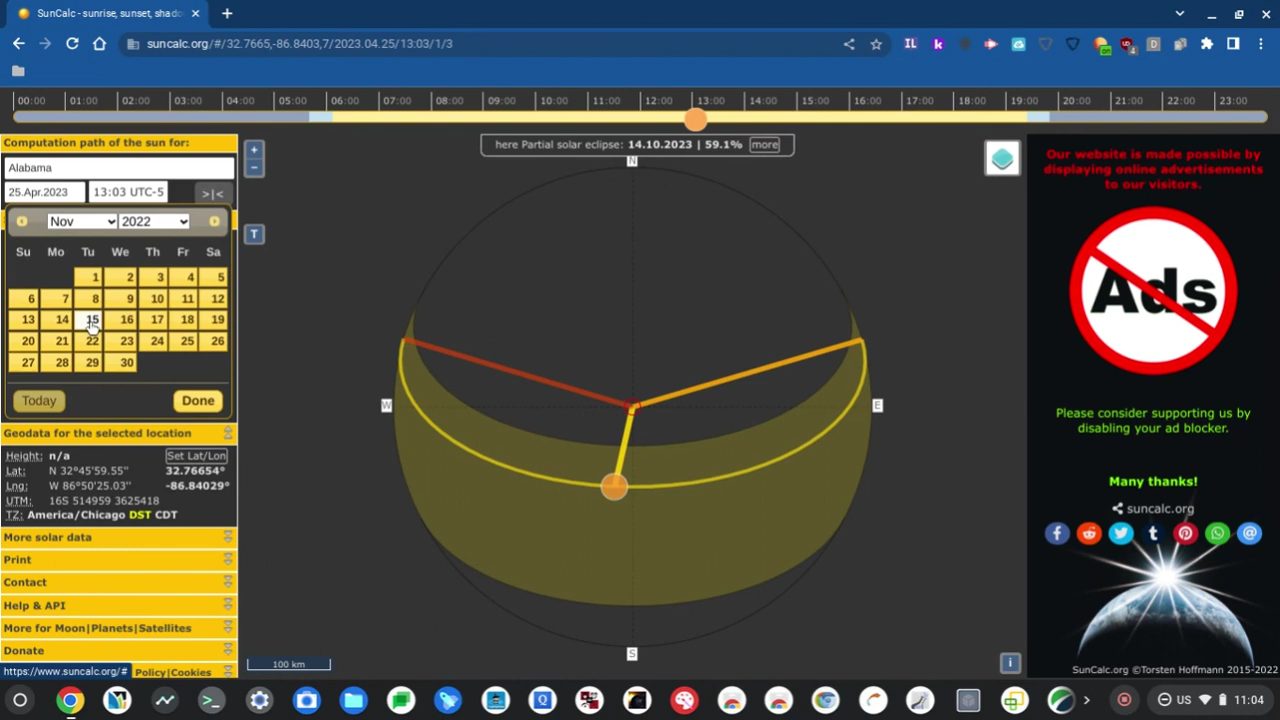 SunCalc - sunrise, sunset, shado
suncalc.org/#/32.7665,-86.8403,7/2023.04.25/13:03/1/3
00:00 01:00 02:00 03:00 04:00 05:00 06:00 07:00 08:00 09:00 10:00 11:00 12:00 13:00 14:00 15:00 16:00 17:00 18:00 19:00 20:00 21:00 22:00 23:00
Computation path of the sun for:
Alabama
25.Apr.2023 13:03 UTC-5 >|<
Nov 2022
Su Mo Tu We Th Fr Sa
1 2 3 4 5
6 7 8 9 10 11 12
13 14 15 16 17 18 19
20 21 22 23 24 25 26
27 28 29 30
Today Done
Geodata for the selected location
Height: n/a Set Lat/Lon
Lat: N 32°45'59.55'' 32.76654°
Lng: W 86°50'25.03'' -86.84029°
UTM: 16S 514959 3625418
TZ: America/Chicago DST CDT
More solar data
Print
Contact
Help & API
More for Moon|Planets|Satellites
Donate
https://www.suncalc.org/# Policy|Cookies
+
−
T
here Partial solar eclipse: 14.10.2023 | 59.1% more
N
W
E
S
100 km
i
Our website is made possible by
displaying online advertisements
to our visitors.
Ads
Please consider supporting us by
disabling your ad blocker.
Many thanks!
suncalc.org
SunCalc.org ©Torsten Hoffmann 2015-2022
US 11:04